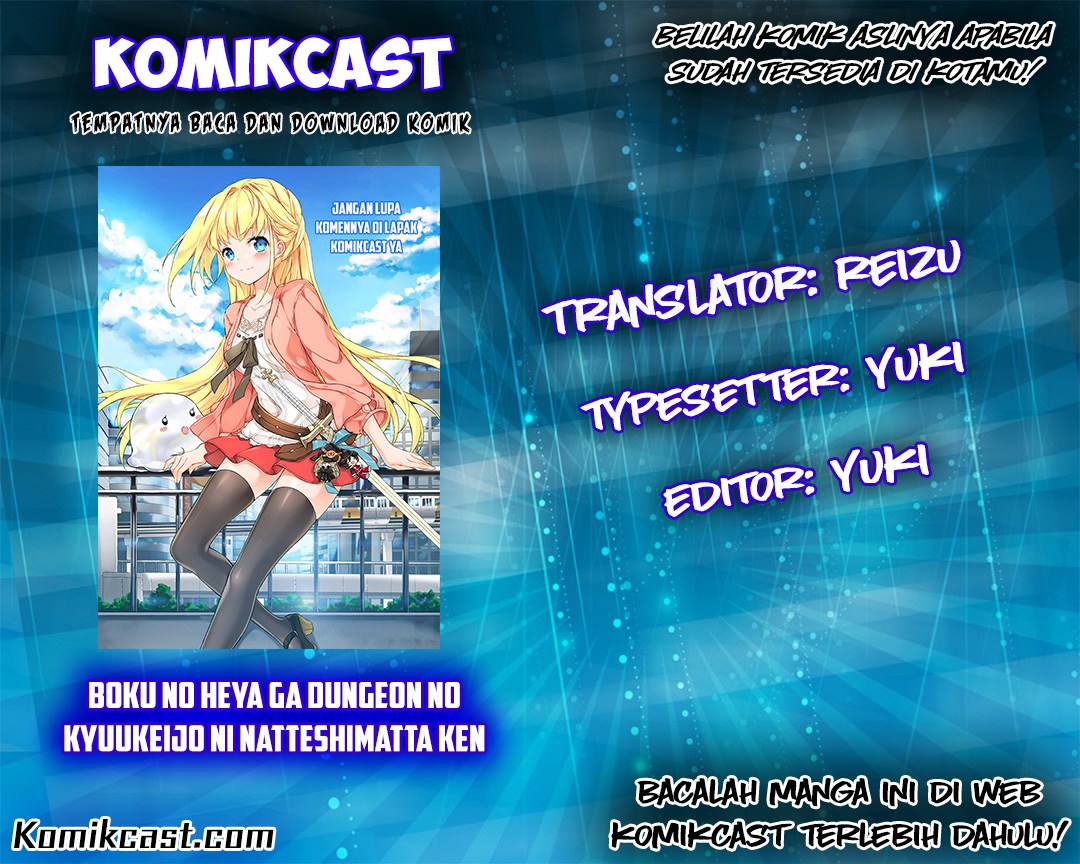 KOMIKCAST
TEMPATNYA BACA DAN DOWNLOAD KOMIK
BELILAH KOMIK ASLINYA APABILA
SUDAH TERSEDIA DI KOTAMU!
JANGAN LUPA
KOMENNYA DI LAPAK
KOMIKCAST YA
TRANSLATOR: REIZU
TYPESETTER: YUKI
EDITOR: YUKI
BOKU NO HEYA GA DUNGEON NO
KYUUKEIJO NI NATTESHIMATTA KEN
BACALAH MANGA INI DI WEB
KOMIKCAST TERLEBIH DAHULU!
Komikcast.com